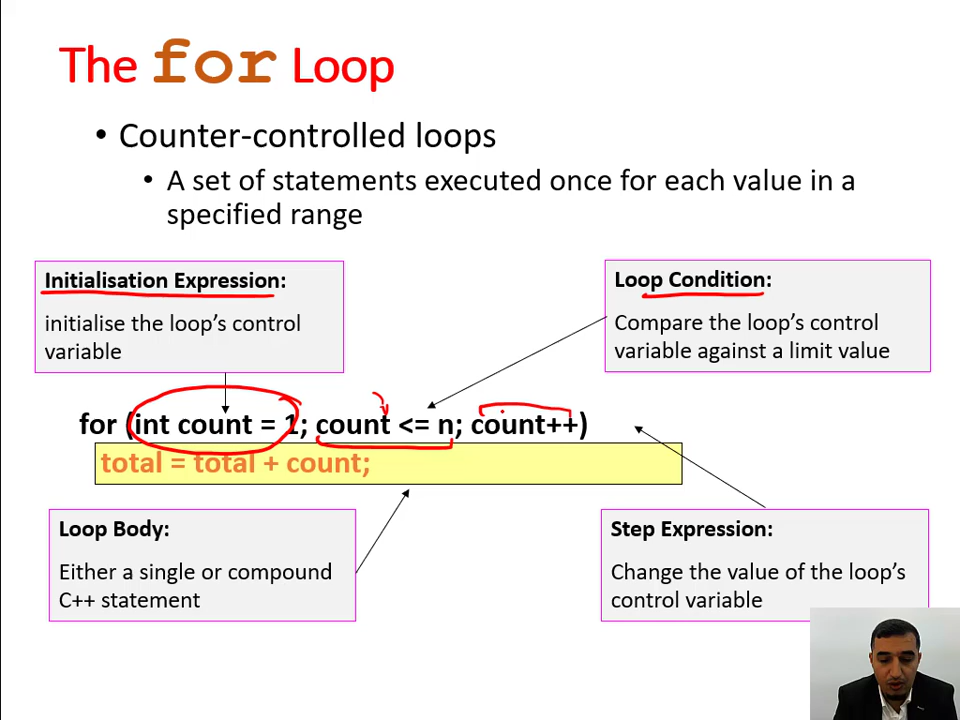 The for Loop
• Counter-controlled loops
• A set of statements executed once for each value in a
specified range
Initialisation Expression:
initialise the loop's control
variable
Loop Condition:
Compare the loop's control
variable against a limit value
for (int count = 1; count <= n; count++)
total = total + count;
Loop Body:
Either a single or compound
C++ statement
Step Expression:
Change the value of the loop's
control variable